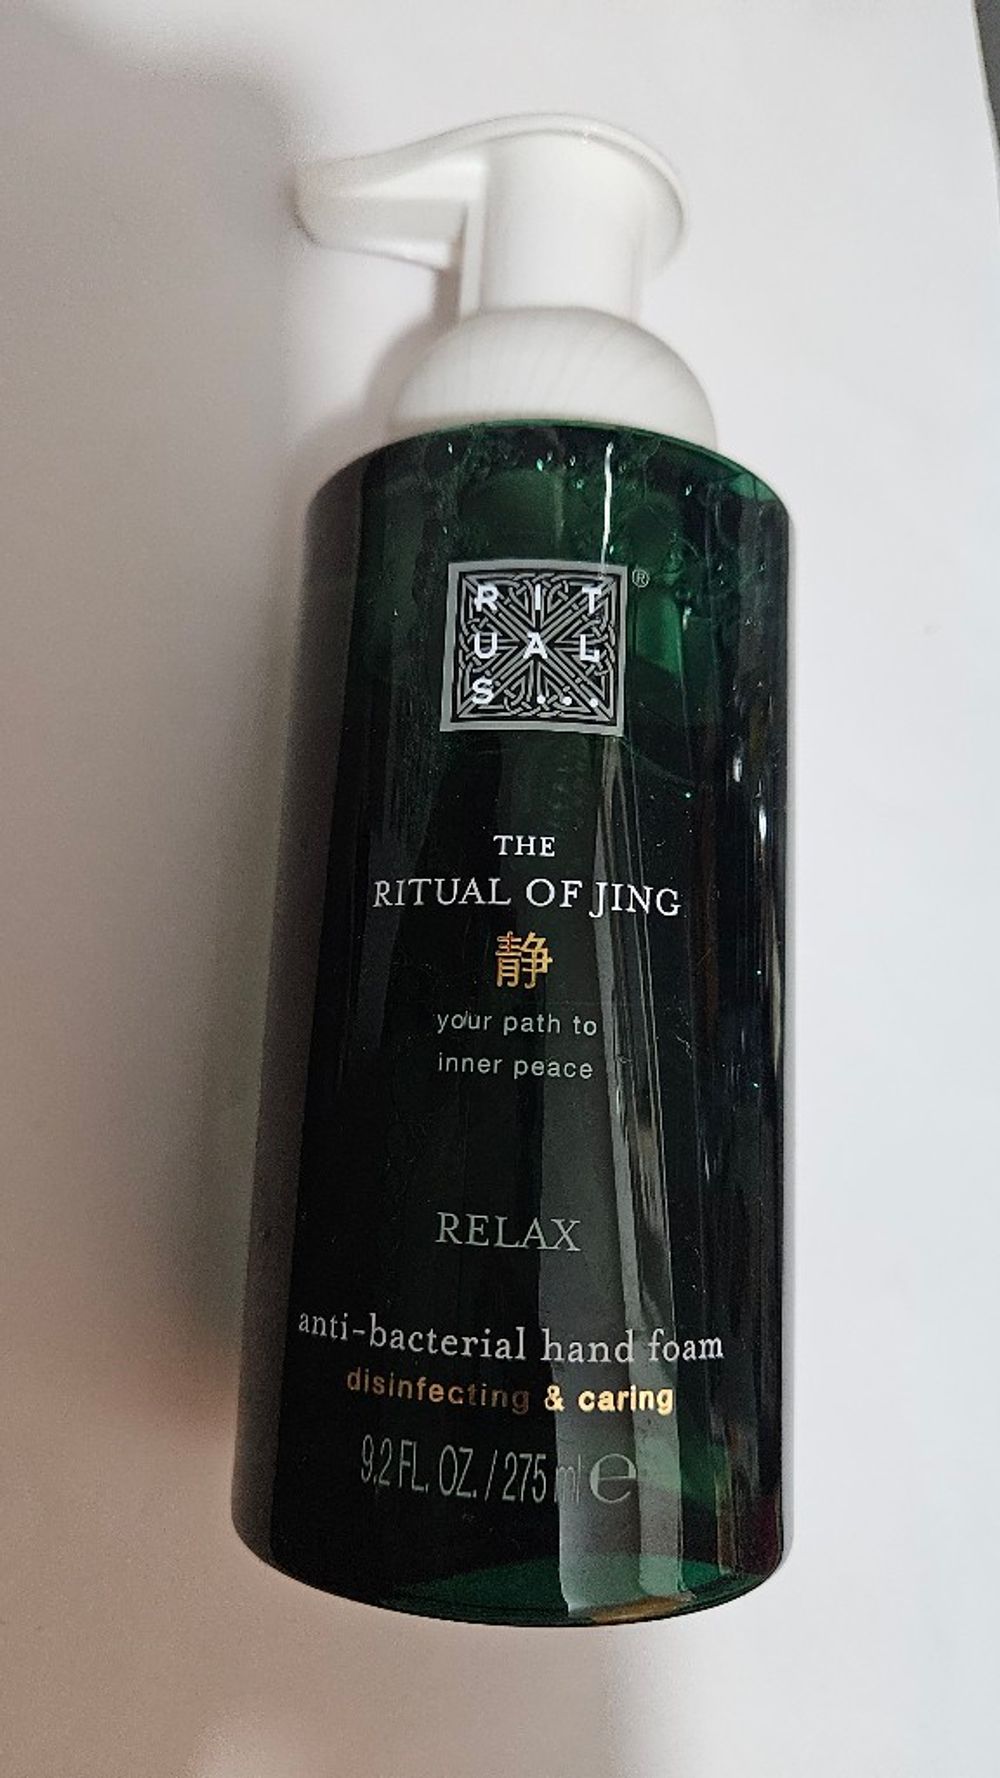 RIT
UAL
S...
®
THE
RITUAL OF JING
静
your path to
inner peace
RELAX
anti-bacterial hand foam
disinfecting & caring
9.2 FL. OZ. / 275 ml ℮